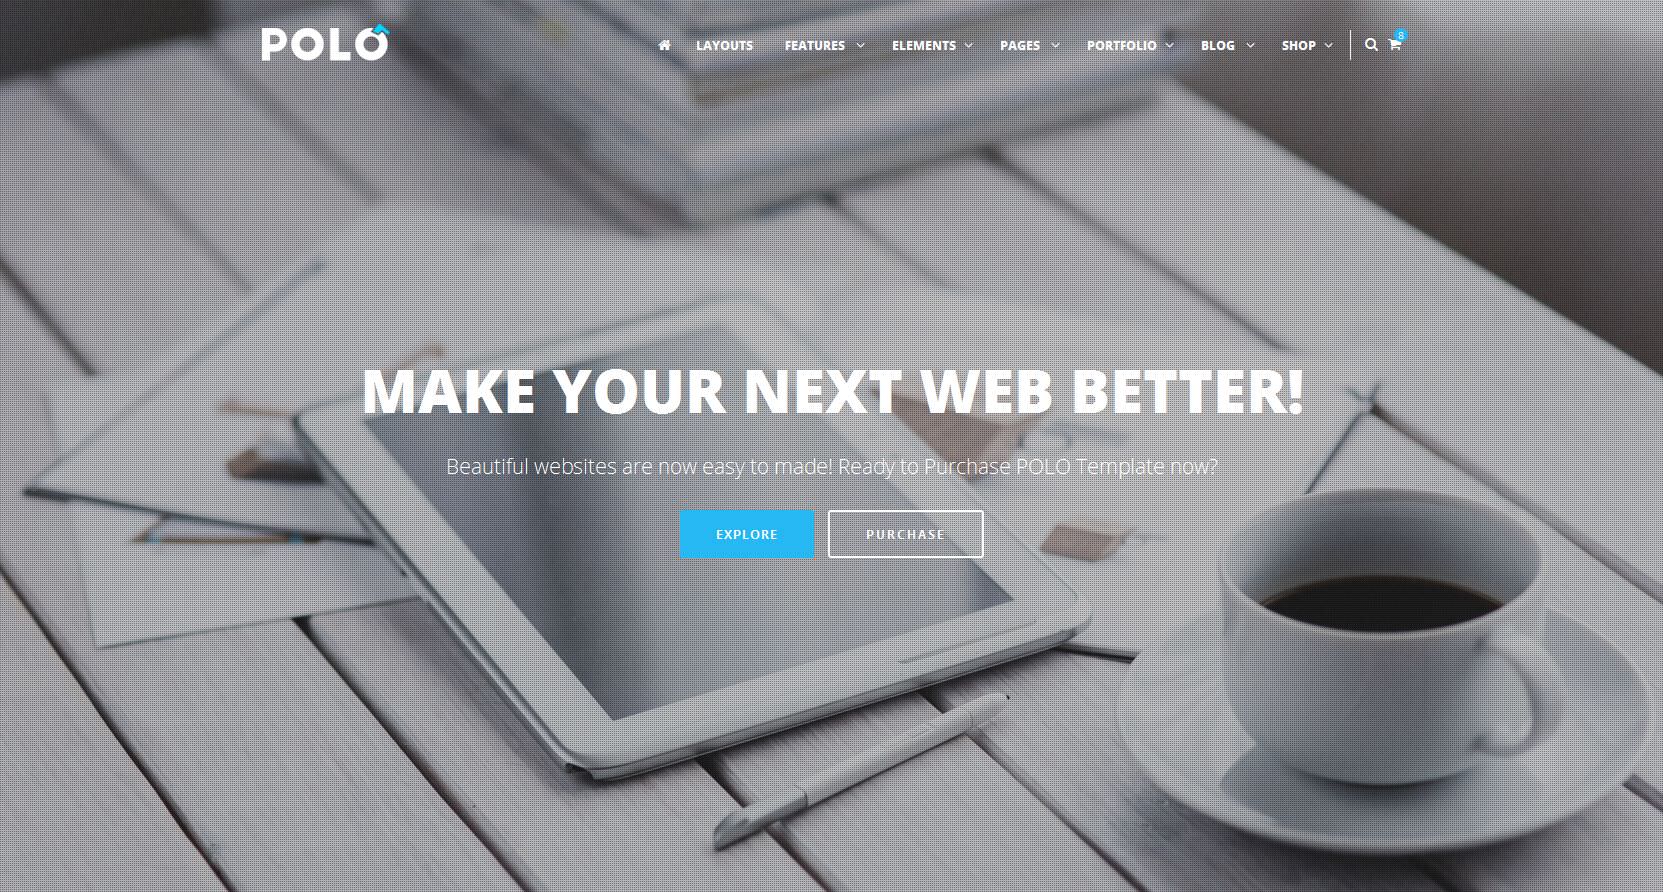 POLO
LAYOUTS FEATURES ELEMENTS PAGES PORTFOLIO BLOG SHOP 8
MAKE YOUR NEXT WEB BETTER!
Beautiful websites are now easy to made! Ready to Purchase POLO Template now?
EXPLORE PURCHASE